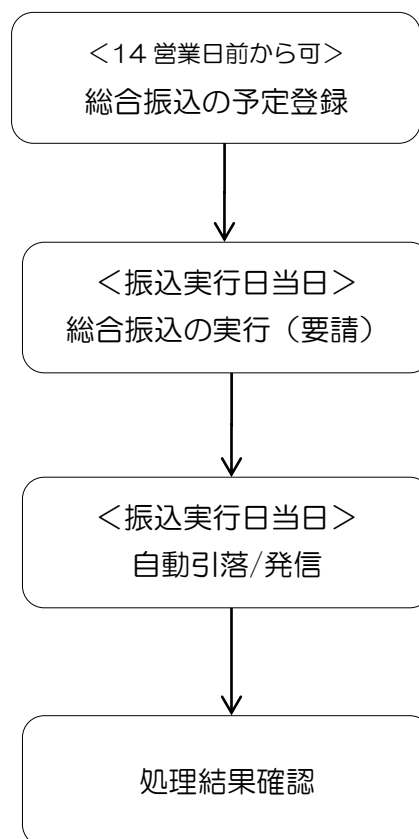 ＜14 営業日前から可＞
総合振込の予定登録
＜振込実行日当日＞
総合振込の実行（要請）
＜振込実行日当日＞
自動引落/発信
処理結果確認